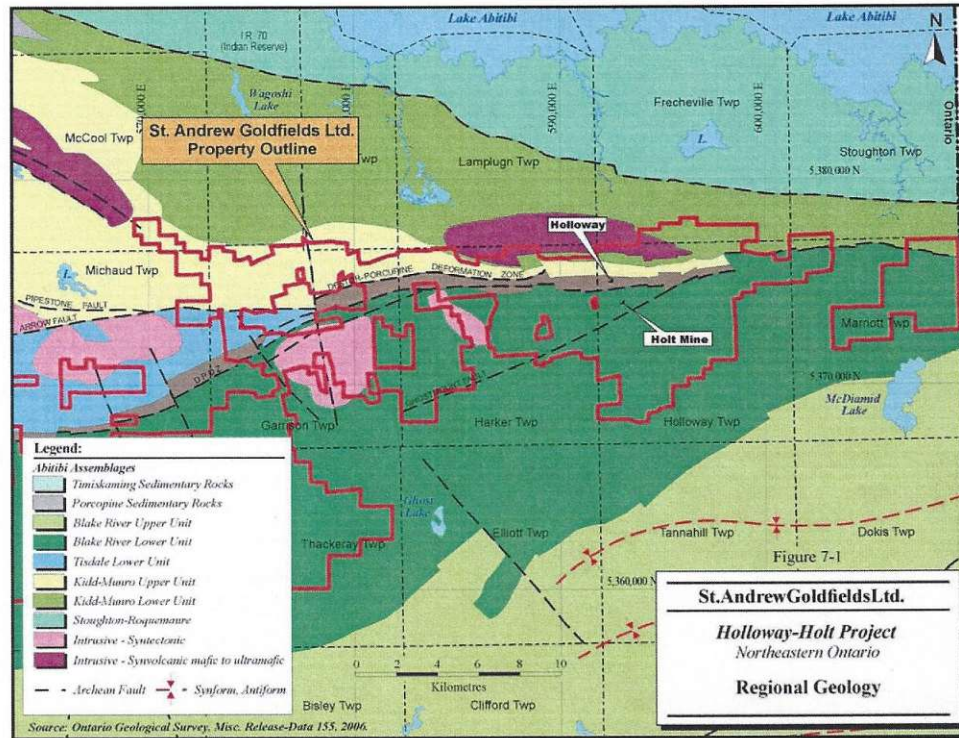 Lake Abitibi
Lake Abitibi
N
I R 70
(Indian Reserve)
Wagoshi
Lake
570,000 E
590,000 E
600,000 E
Ontario
Frecheville Twp
McCool Twp
St. Andrew Goldfields Ltd.
Property Outline
Twp
Lamplugn Twp
L.
Stoughton Twp
5,380,000 N
Holloway
Michaud Twp
L.
DEFORMATION ZONE
PIPESTONE FAULT
ARROW FAULT
Holt Mine
Marriott Twp
DPDZ
5,370,000 N
McDiamid
Lake
Garrison Twp
Harker Twp
Holloway Twp
Legend:
Abitibi Assemblages
Timiskaming Sedimentary Rocks
Porcopine Sedimentary Rocks
Blake River Upper Unit
Blake River Lower Unit
Tisdale Lower Unit
Kidd-Munro Upper Unit
Kidd-Munro Lower Unit
Stoughton-Roquemaure
Intrusive - Syntectonic
Intrusive - Synvolcanic mafic to ultramafic
Archean Fault
Synform, Antiform
Source: Ontario Geological Survey, Misc. Release-Data 155, 2006.
Ghost
Lake
Thackeray Twp
Elliott Twp
Tannahill Twp
Dokis Twp
5,360,000 N
Figure 7-1
St.AndrewGoldfieldsLtd.
Holloway-Holt Project
Northeastern Ontario
Regional Geology
0 2 4 6 8 10
Kilometres
Bisley Twp
Clifford Twp